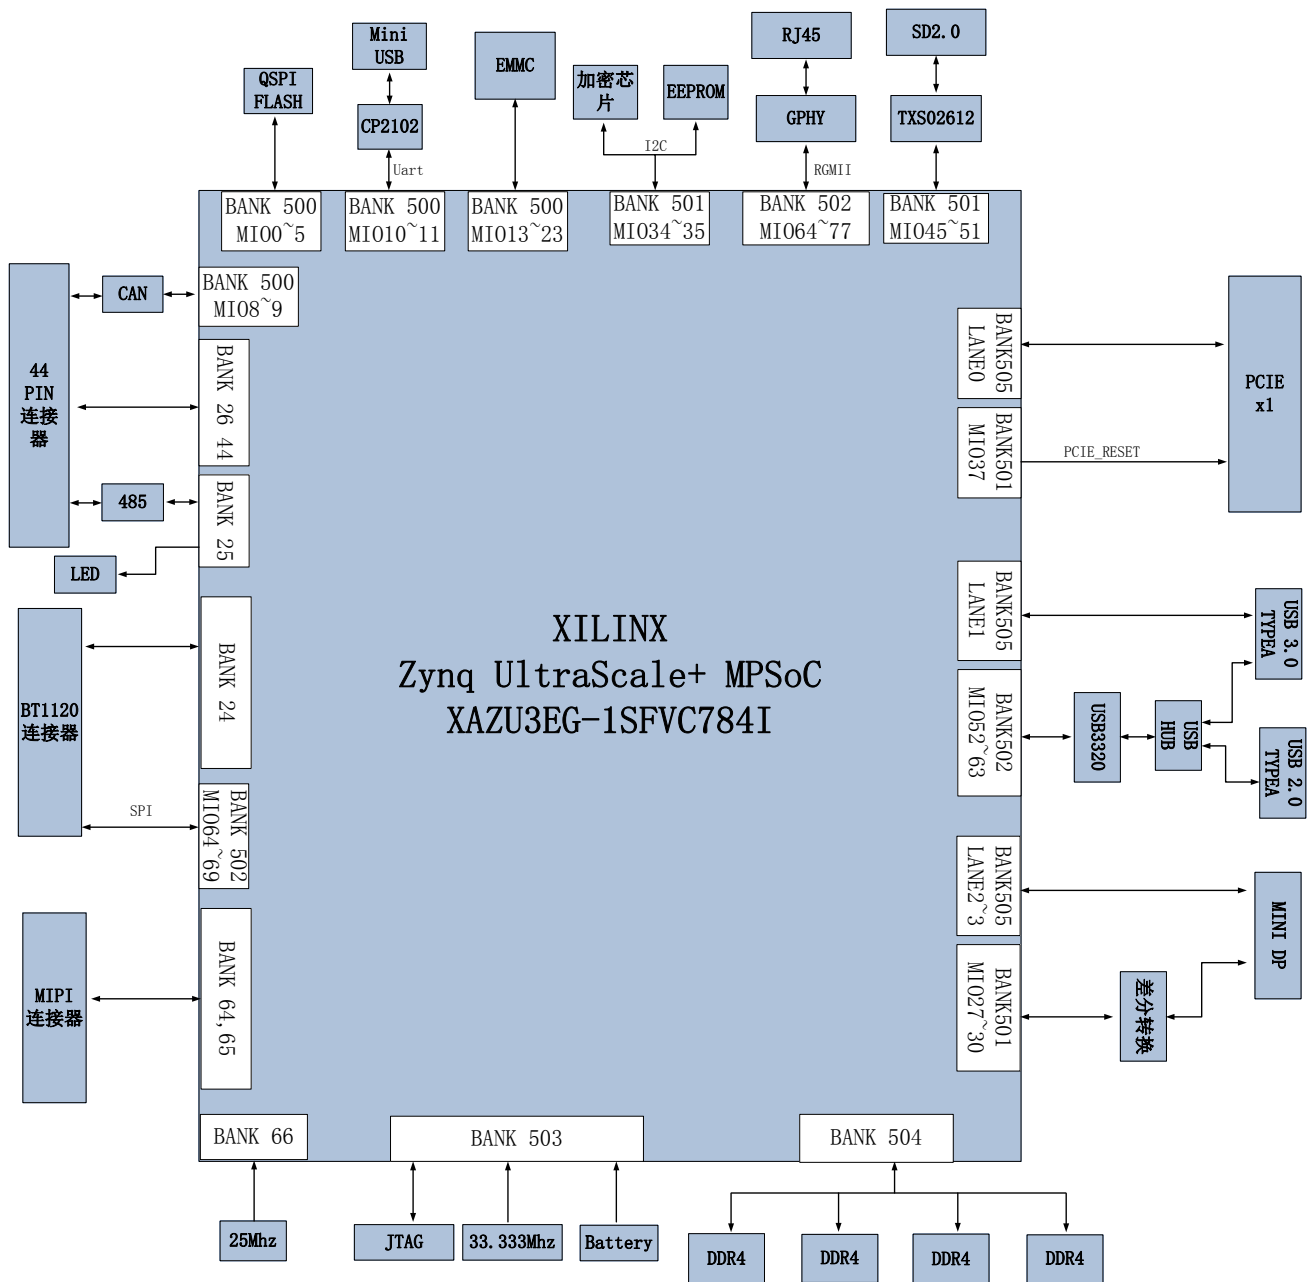 Mini
USB
RJ45
SD2.0
EMMC
QSPI
FLASH
加密芯
片
EEPROM
CP2102
GPHY
TXS02612
Uart
I2C
RGMII
BANK 500
MIO0~5
BANK 500
MIO10~11
BANK 500
MIO13~23
BANK 501
MIO34~35
BANK 502
MIO64~77
BANK 501
MIO45~51
44
PIN
连接
器
CAN
BANK 500
MIO8~9
BANK 26 44
485
BANK 25
LED
BT1120
连接器
BANK 24
SPI
BANK 502
MIO64~69
MIPI
连接器
BANK 64,65
XILINX
Zynq UltraScale+ MPSoC
XAZU3EG-1SFVC784I
BANK505
LANE0
BANK501
MIO37
PCIE_RESET
PCIE
x1
BANK505
LANE1
USB 3.0
TYPEA
BANK502
MIO52~63
USB3320
USB
HUB
USB 2.0
TYPEA
BANK505
LANE2~3
MINI DP
BANK501
MIO27~30
差分转换
BANK 66
BANK 503
BANK 504
25Mhz
JTAG
33.333Mhz
Battery
DDR4
DDR4
DDR4
DDR4